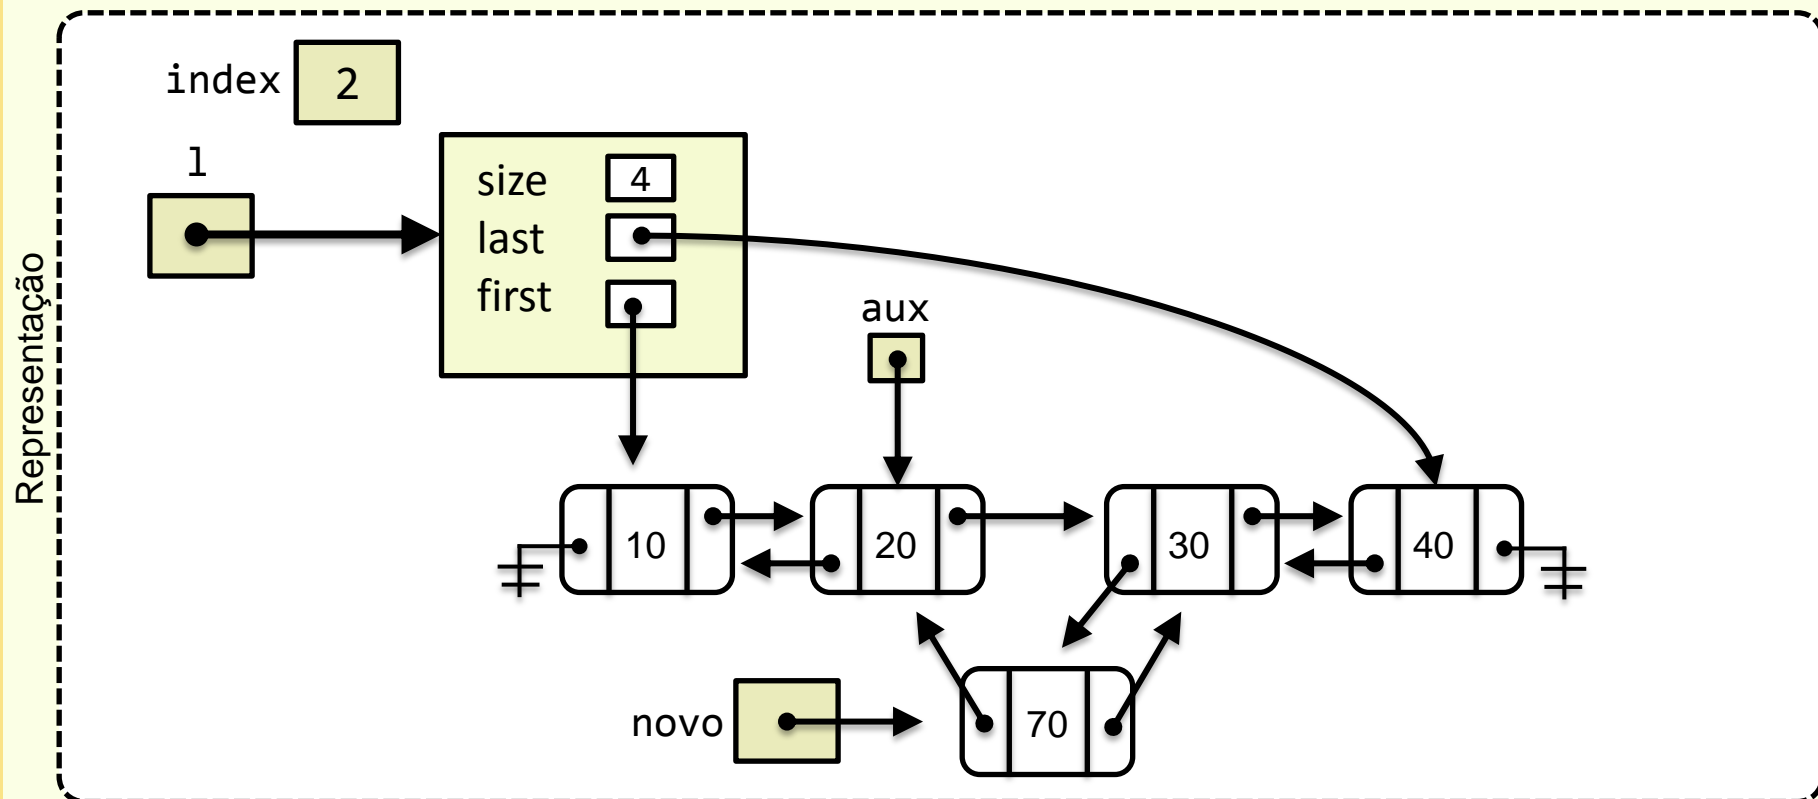 Representação
index 2
l
size 4
last
first
aux
10 20 30 40
novo 70